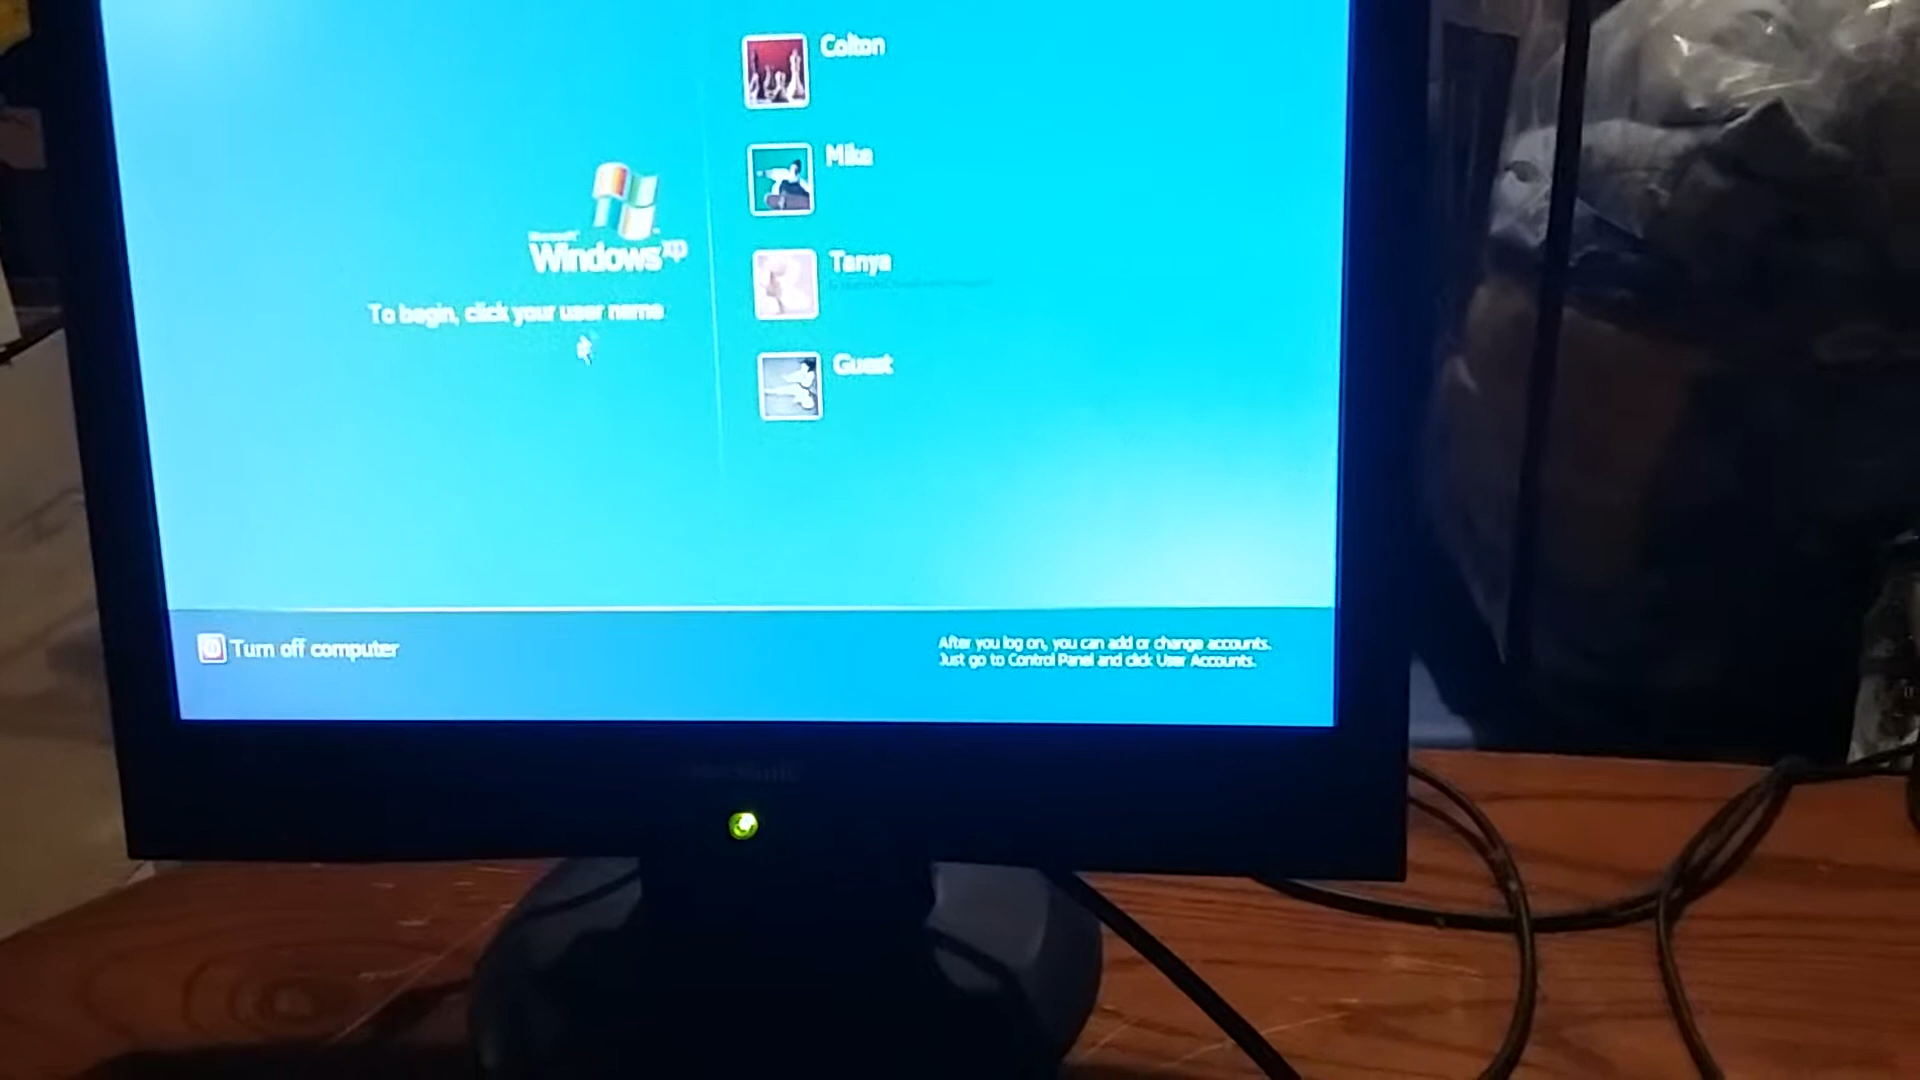 Colton
Mike
Microsoft
Windows xp
Tanya
To begin, click your user name
Guest
Turn off computer
After you log on, you can add or change accounts.
Just go to Control Panel and click User Accounts.